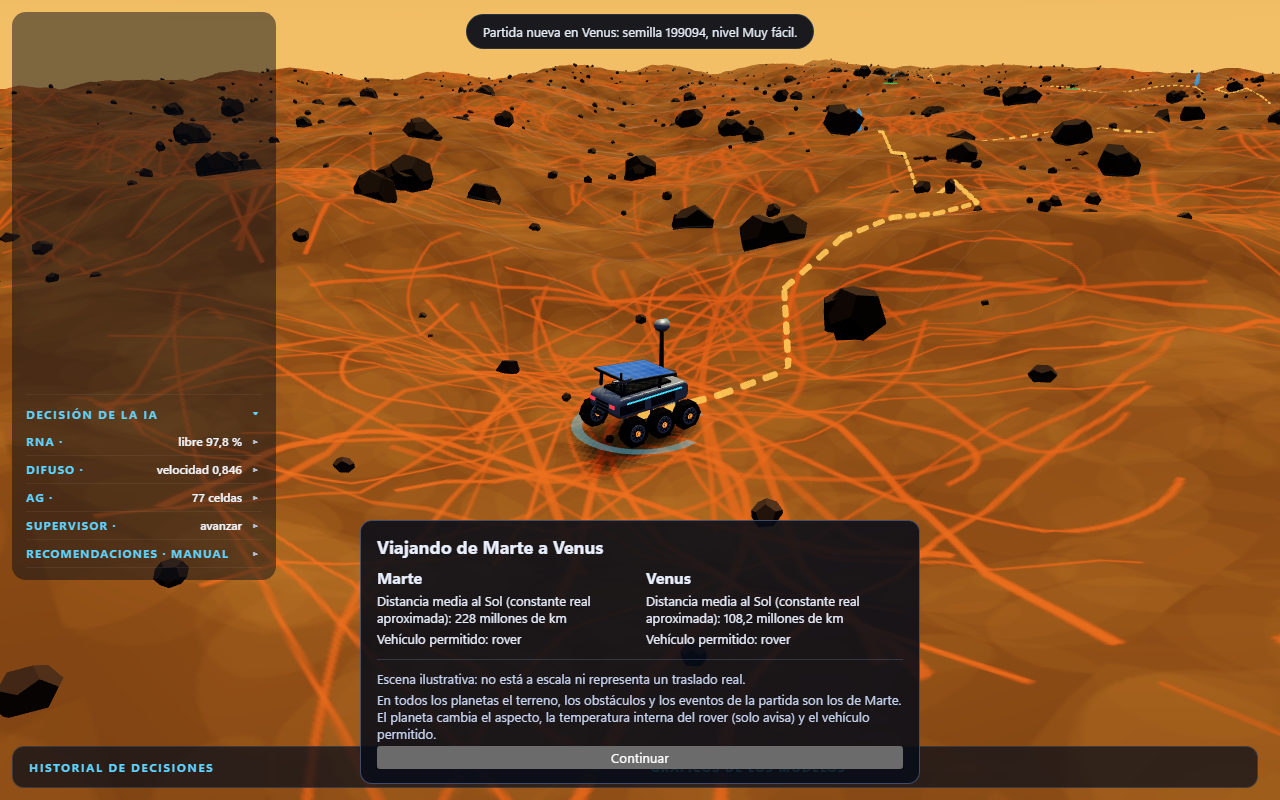 Partida nueva en Venus: semilla 199094, nivel Muy fácil.
DECISIÓN DE LA IA
RNA · libre 97,8 %
DIFUSO · velocidad 0,846
AG · 77 celdas
SUPERVISOR · avanzar
RECOMENDACIONES · MANUAL
Viajando de Marte a Venus
Marte
Distancia media al Sol (constante real
aproximada): 228 millones de km
Vehículo permitido: rover
Venus
Distancia media al Sol (constante real
aproximada): 108,2 millones de km
Vehículo permitido: rover
Escena ilustrativa: no está a escala ni representa un traslado real.
En todos los planetas el terreno, los obstáculos y los eventos de la partida son los de Marte.
El planeta cambia el aspecto, la temperatura interna del rover (solo avisa) y el vehículo
permitido.
Continuar
HISTORIAL DE DECISIONES
GRÁFICOS DE LOS MODELOS